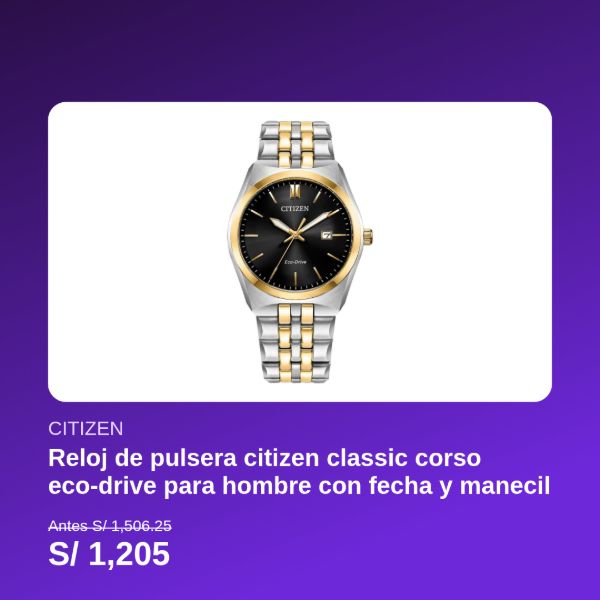 CITIZEN
Eco-Drive
CITIZEN
Reloj de pulsera citizen classic corso
eco-drive para hombre con fecha y manecil
Antes S/ 1,506.25
S/ 1,205